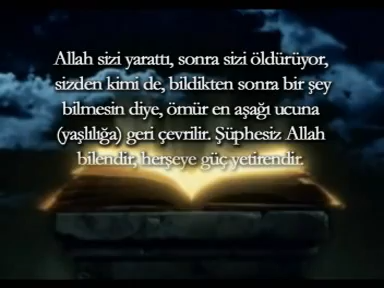 Allah sizi yarattı, sonra sizi öldürüyor,
sizden kimi de, bildikten sonra bir şey
bilmesin diye, ömür en aşağı ucuna
(yaşlılığa) geri çevrilir. Şüphesiz Allah
bilendir, herşeye güç yetirendir.